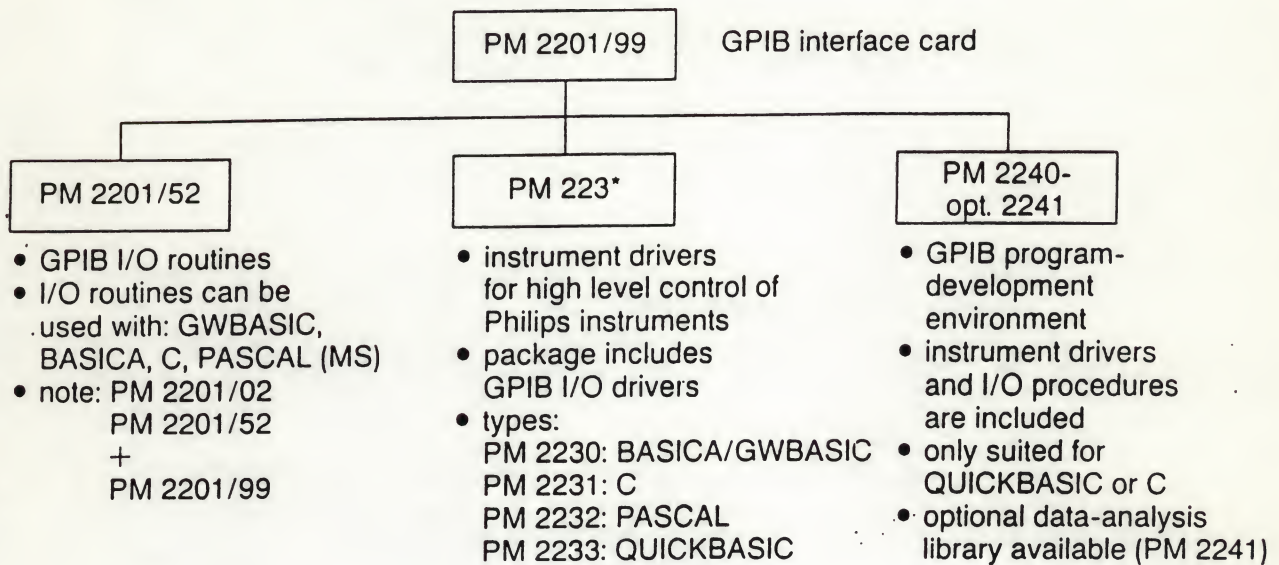 PM 2201/99
GPIB interface card
PM 2201/52
• GPIB I/O routines
• I/O routines can be
used with: GWBASIC,
BASICA, C, PASCAL (MS)
• note: PM 2201/02
PM 2201/52
+
PM 2201/99
PM 223*
• instrument drivers
for high level control of
Philips instruments
• package includes
GPIB I/O drivers
• types:
PM 2230: BASICA/GWBASIC
PM 2231: C
PM 2232: PASCAL
PM 2233: QUICKBASIC
PM 2240-
opt. 2241
• GPIB program-
development
environment
• instrument drivers
and I/O procedures
are included
• only suited for
QUICKBASIC or C
• optional data-analysis
library available (PM 2241)